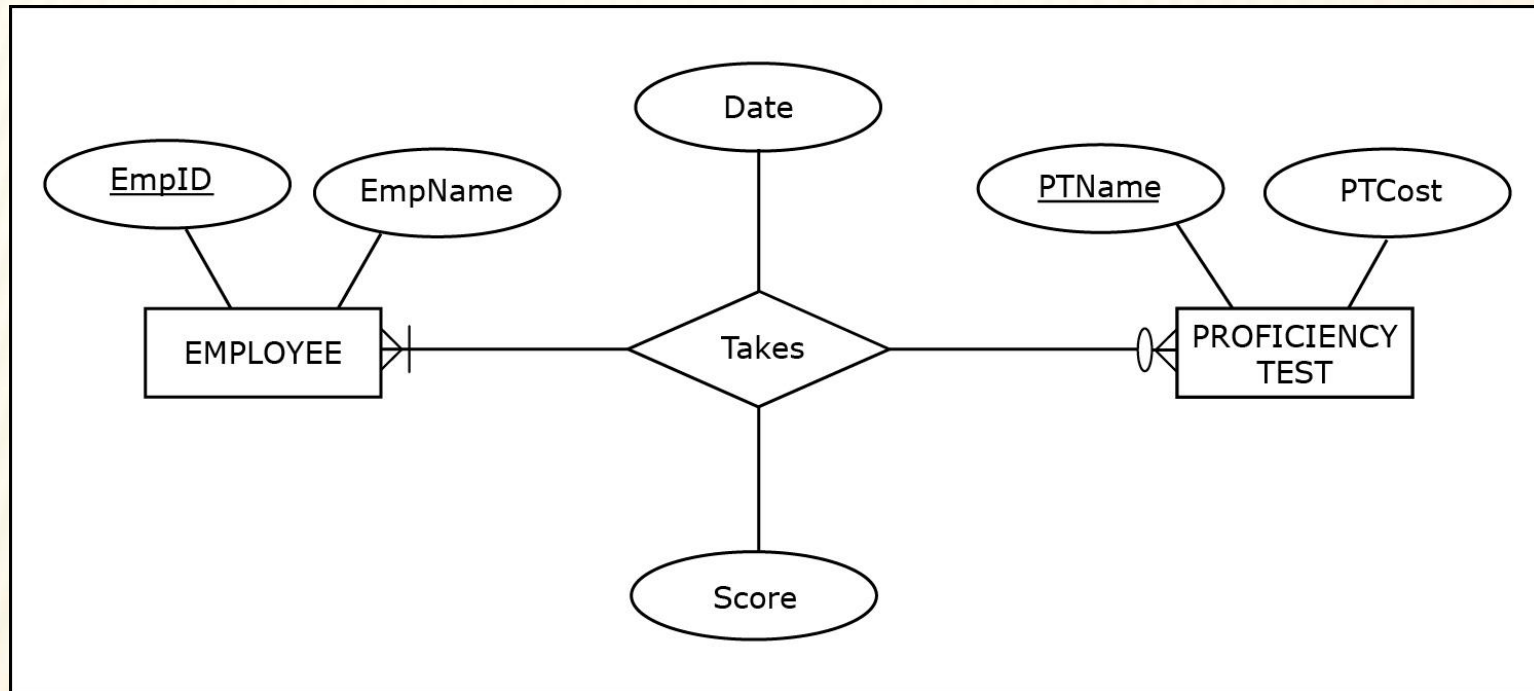 Date
EmpID
EmpName
PTName
PTCost
EMPLOYEE
Takes
PROFICIENCY
TEST
Score